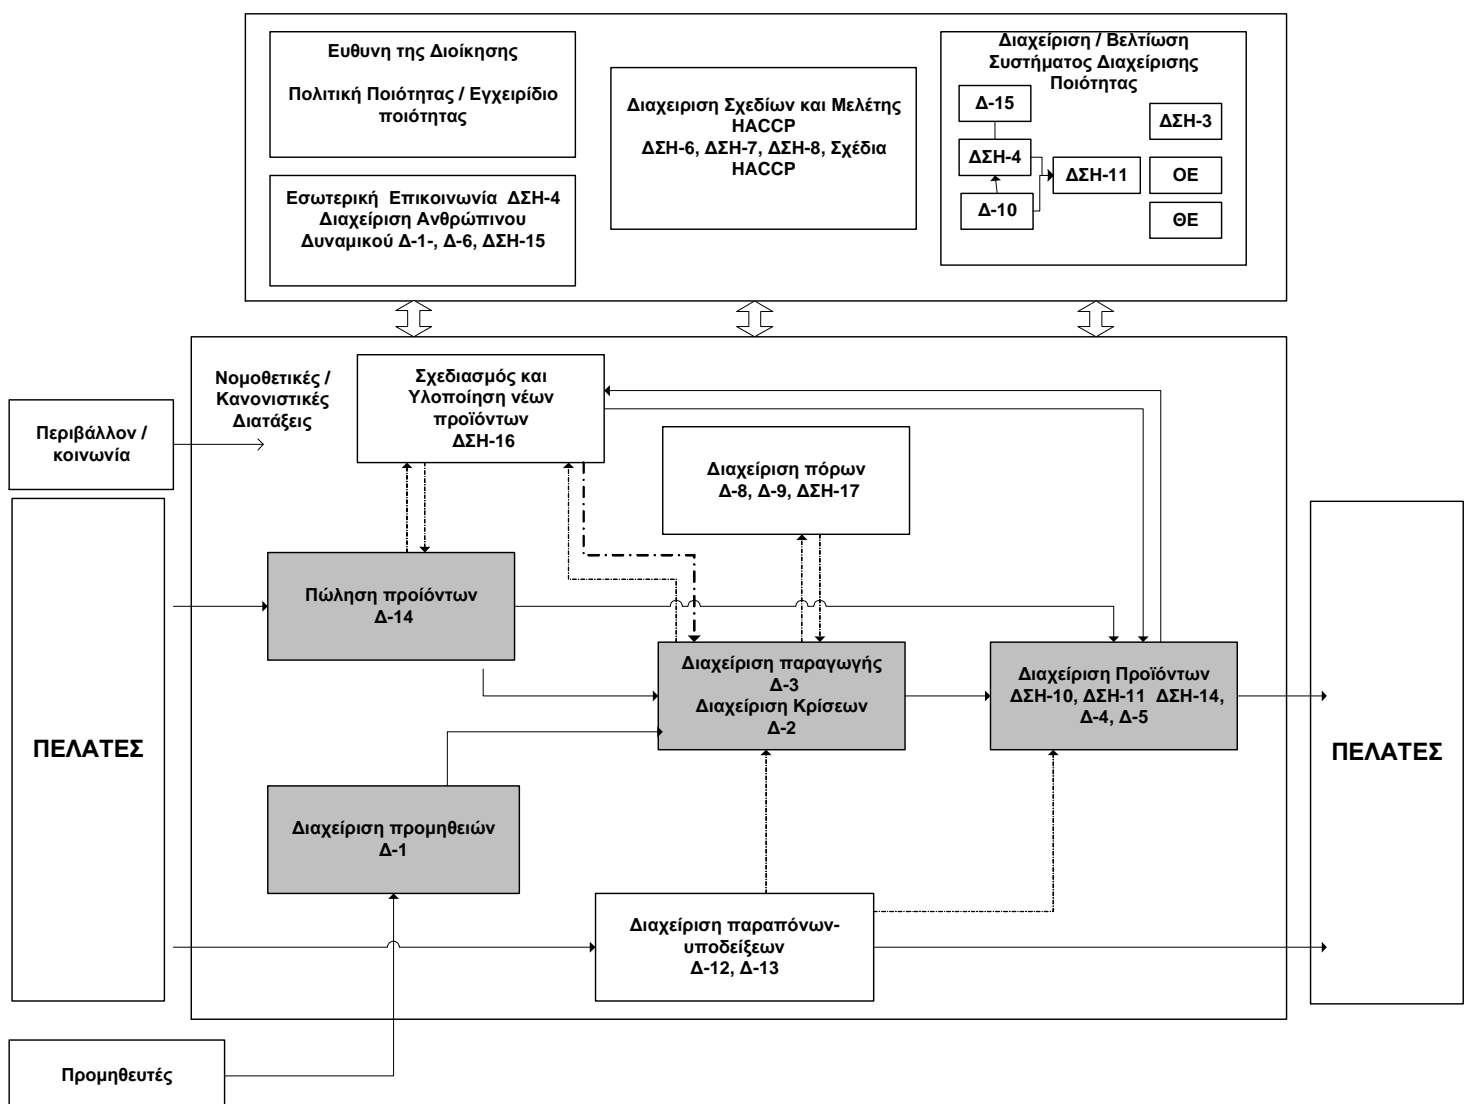 Ευθυνη της Διοίκησης
Πολιτική Ποιότητας / Εγχειρίδιο
ποιότητας
Εσωτερική Επικοινωνία ΔΣΗ-4
Διαχείριση Ανθρώπινου
Δυναμικού Δ-1-, Δ-6, ΔΣΗ-15
Διαχειριση Σχεδίων και Μελέτης
HACCP
ΔΣΗ-6, ΔΣΗ-7, ΔΣΗ-8, Σχέδια
HACCP
Διαχείριση / Βελτίωση
Συστήματος Διαχείρισης
Ποιότητας
Δ-15
ΔΣΗ-4
Δ-10
ΔΣΗ-11
ΔΣΗ-3
ΟΕ
ΘΕ
Περιβάλλον /
κοινωνία
Νομοθετικές /
Κανονιστικές
Διατάξεις
Σχεδιασμός και
Υλοποίηση νέων
προϊόντων
ΔΣΗ-16
Διαχείριση πόρων
Δ-8, Δ-9, ΔΣΗ-17
Πώληση προίόντων
Δ-14
Διαχείριση παραγωγής
Δ-3
Διαχείριση Κρίσεων
Δ-2
Διαχείριση Προϊόντων
ΔΣΗ-10, ΔΣΗ-11 ΔΣΗ-14,
Δ-4, Δ-5
ΠΕΛΑΤΕΣ
ΠΕΛΑΤΕΣ
Διαχείριση προμηθειών
Δ-1
Διαχείριση παραπόνων-
υποδείξεων
Δ-12, Δ-13
Προμηθευτές